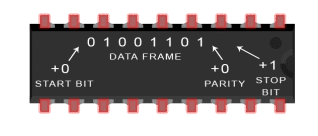 0 1 0 0 1 1 0 1
DATA FRAME
+0
START BIT
+0
PARITY
+1
STOP
BIT